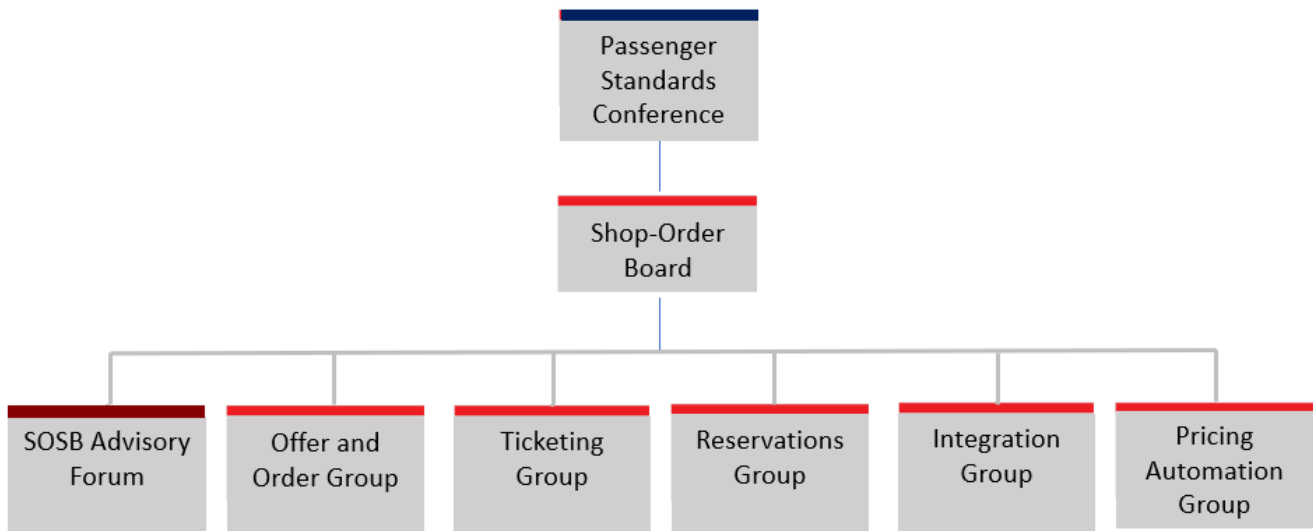 Passenger
Standards
Conference
Shop-Order
Board
SOSB Advisory
Forum
Offer and
Order Group
Ticketing
Group
Reservations
Group
Integration
Group
Pricing
Automation
Group